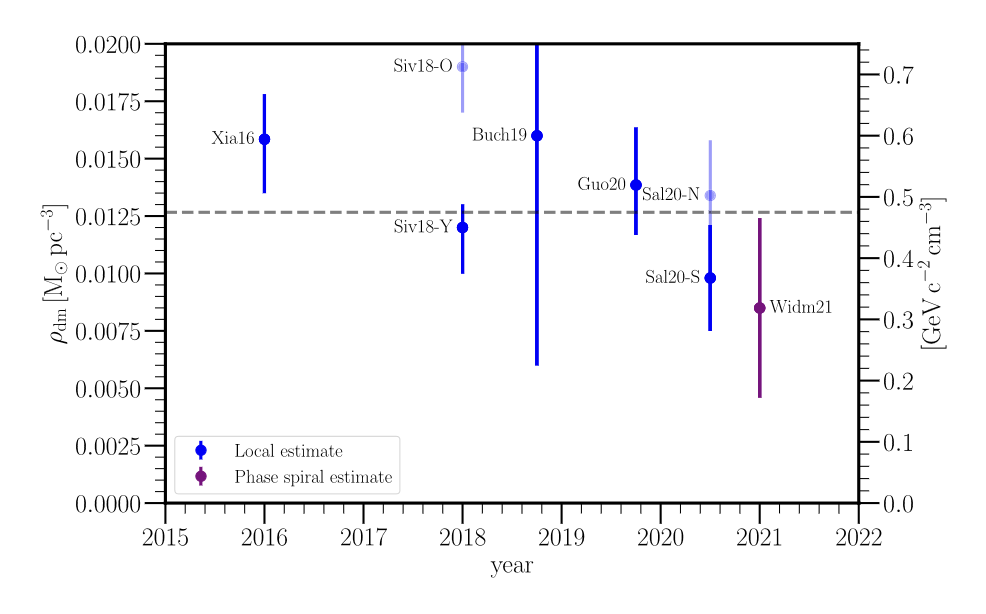 0.0200
0.0175
0.0150
0.0125
0.0100
0.0075
0.0050
0.0025
0.0000
ρdm [M⊙ pc−3]
Siv18-O
Xia16
Buch19
Guo20
Sal20-N
Siv18-Y
Sal20-S
Widm21
Local estimate
Phase spiral estimate
0.7
0.6
0.5
0.4
0.3
0.2
0.1
0.0
[GeV c−2 cm−3]
2015 2016 2017 2018 2019 2020 2021 2022
year